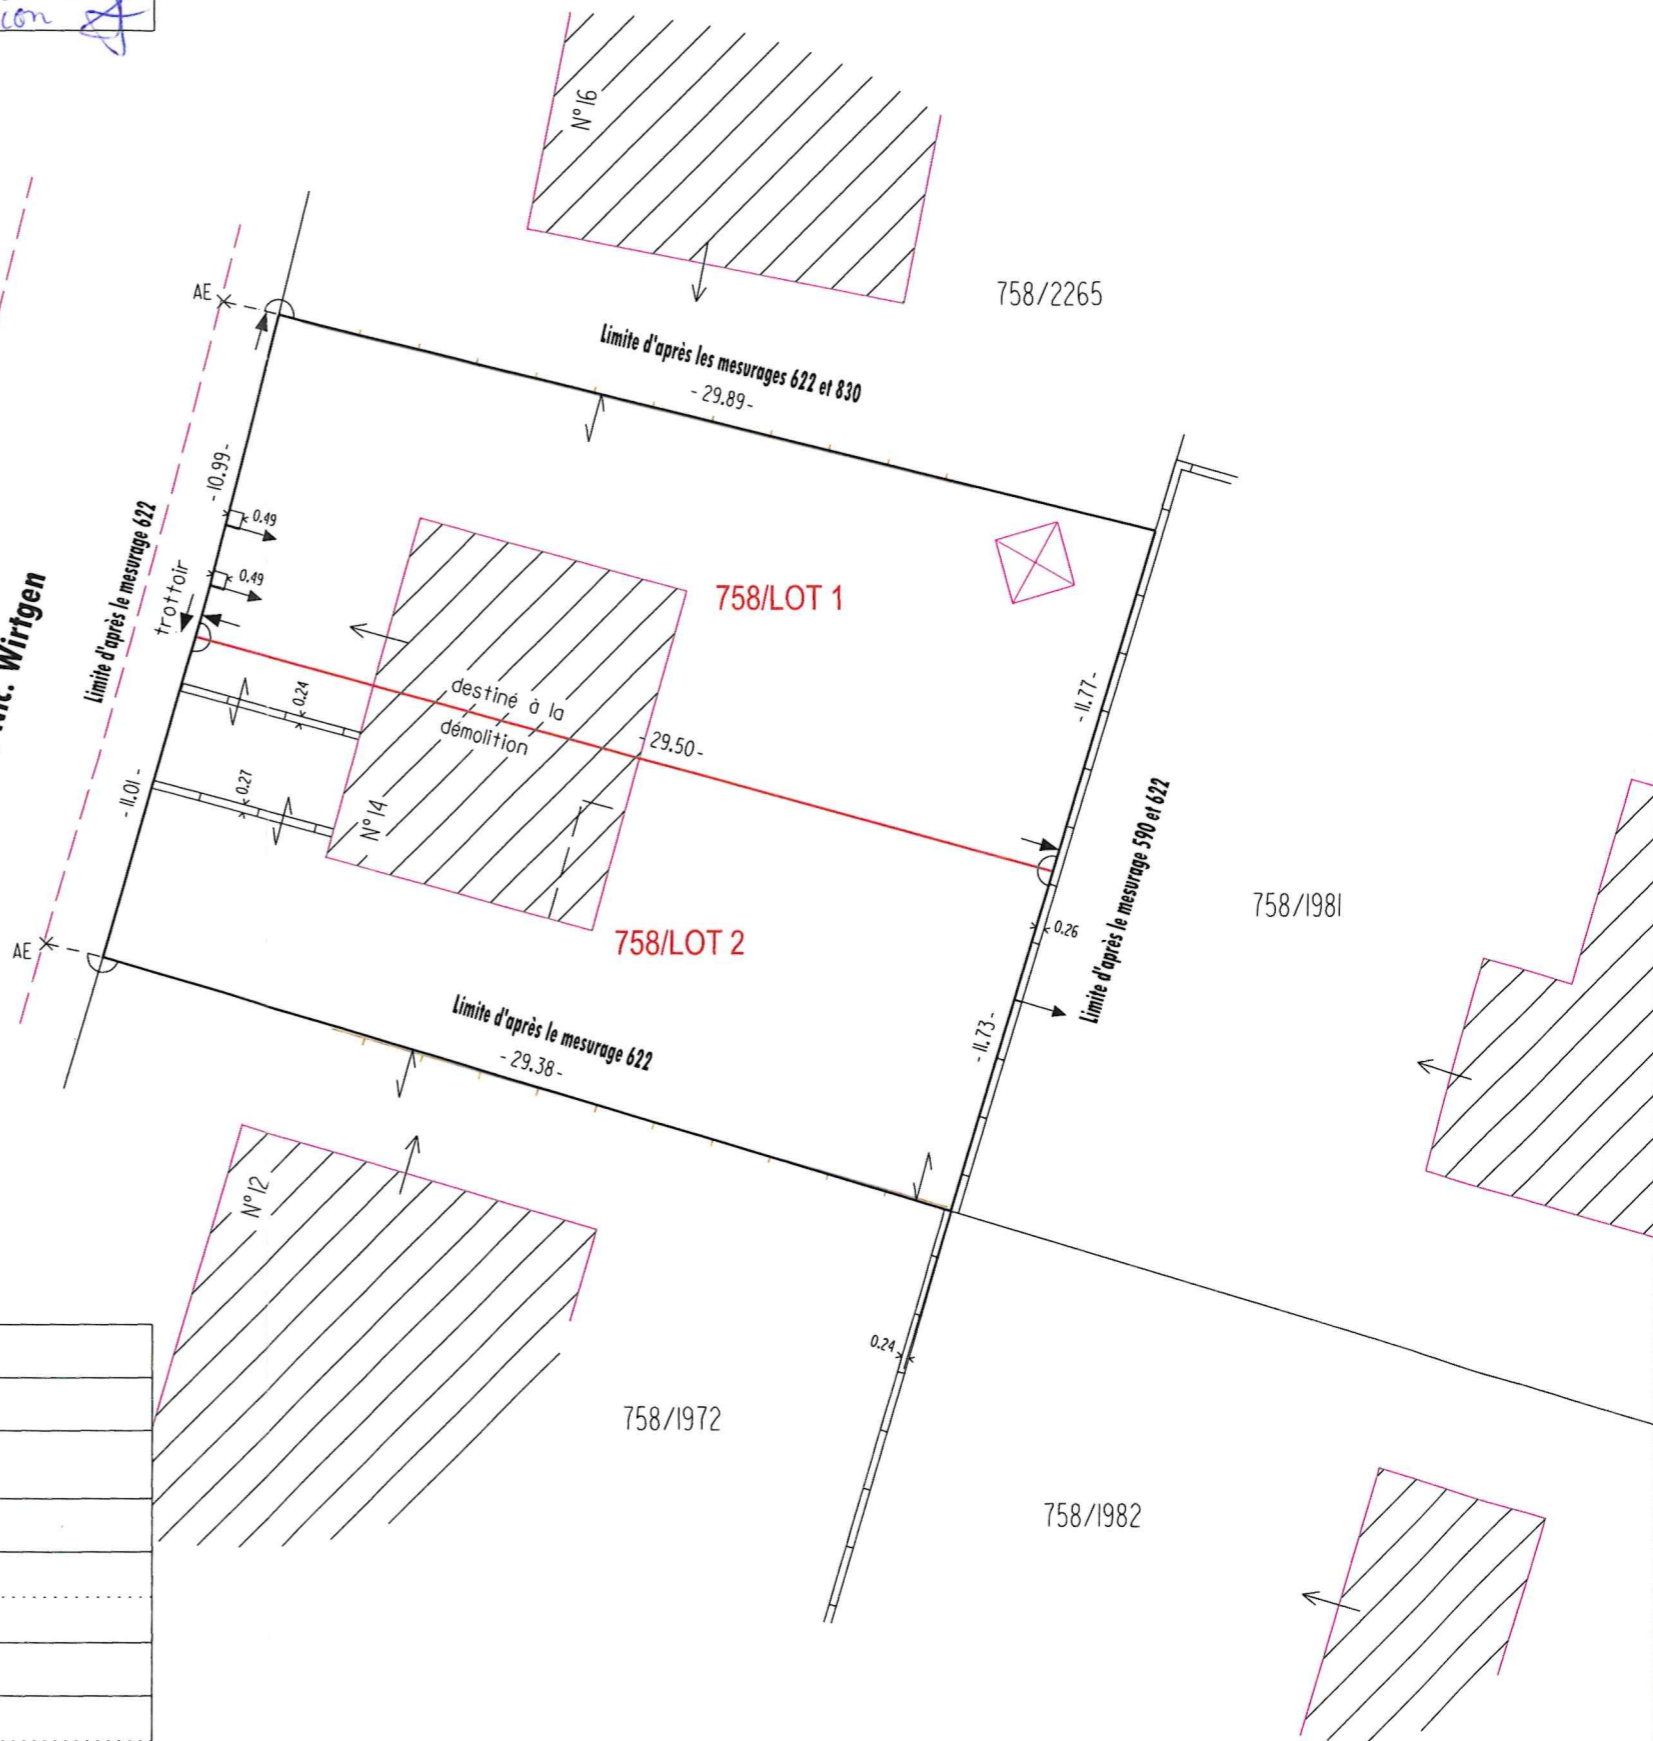 N°16
758/2265
AE
Limite d'après les mesurages 622 et 830
- 29.89 -
- 10.99 -
0.49
0.49
Limite d'après le mesurage 622
trottoir
Wirtgen
758/LOT 1
destiné à la
démolition
- 29.50 -
- 11.77 -
0.24
0.27
- 11.01 -
N°14
758/LOT 2
AE
0.26
Limite d'après le mesurage 590 et 622
758/1981
- 11.73 -
Limite d'après le mesurage 622
- 29.38 -
N°12
0.24
758/1972
758/1982